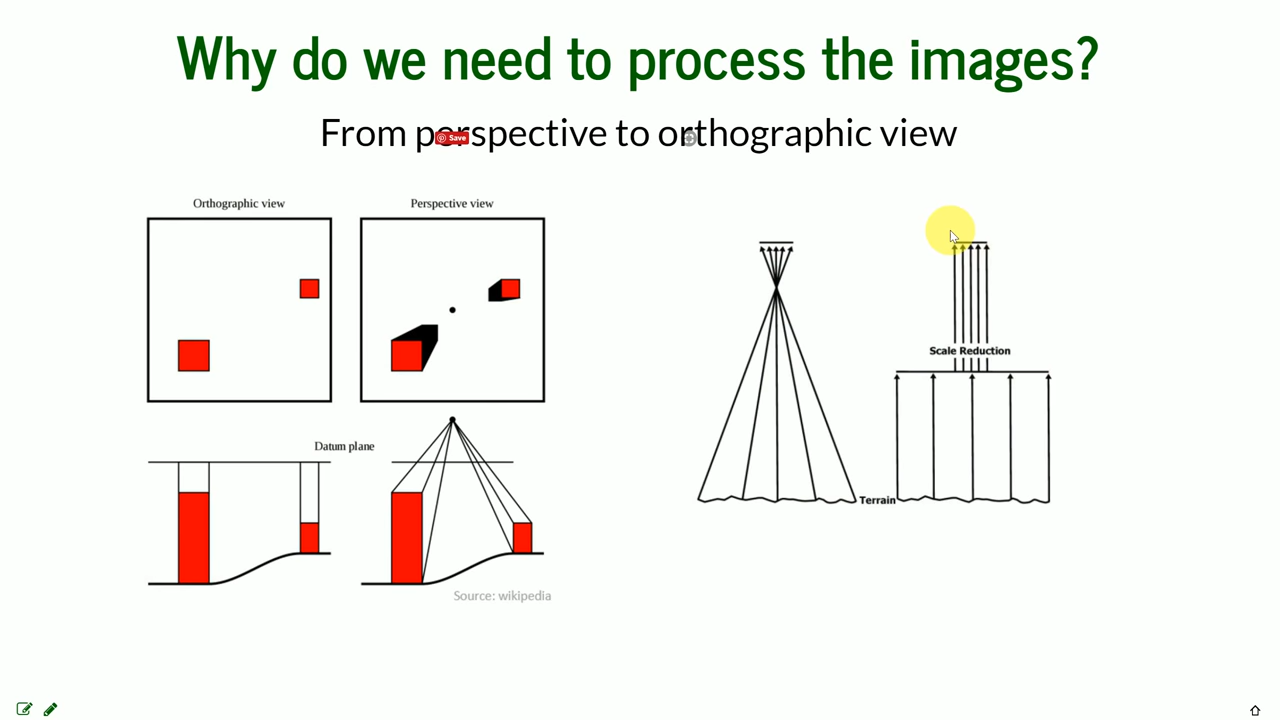 Why do we need to process the images?
From perspective to orthographic view
Save
Orthographic view
Perspective view
Datum plane
Scale Reduction
Terrain
Source: wikipedia